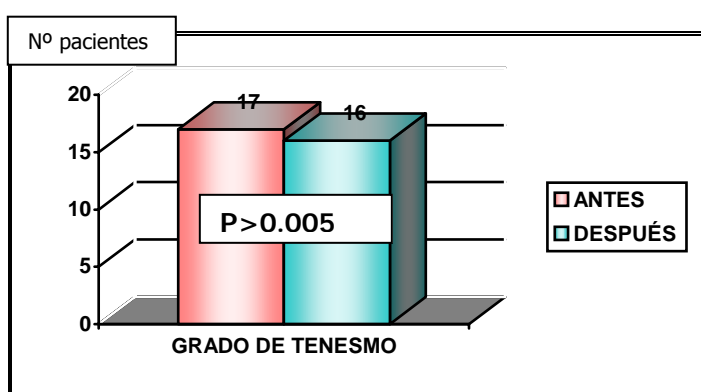 Nº pacientes
20
15
10
5
0
17
16
P>0.005
GRADO DE TENESMO
ANTES
DESPUÉS